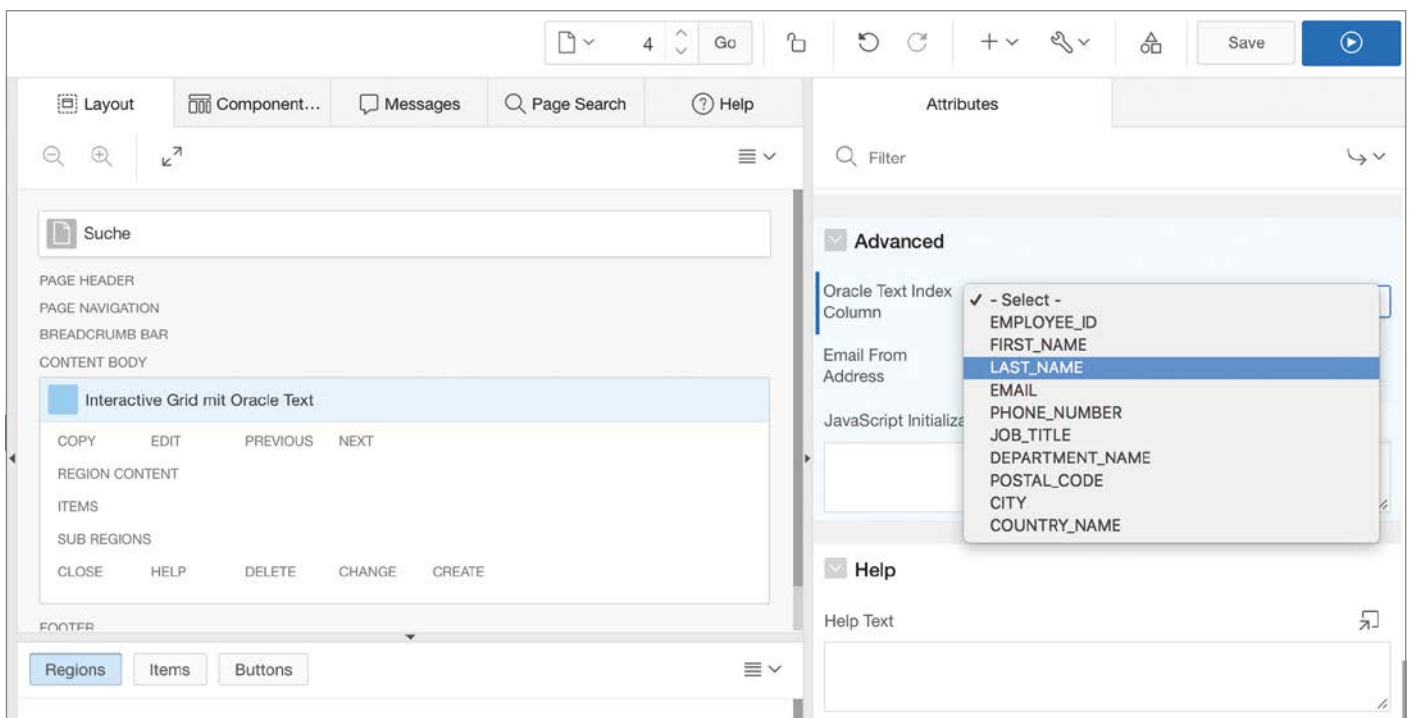 4 Go Save
Layout Component... Messages Page Search Help
Attributes
Filter
Suche
PAGE HEADER
PAGE NAVIGATION
BREADCRUMB BAR
CONTENT BODY
Interactive Grid mit Oracle Text
COPY EDIT PREVIOUS NEXT
REGION CONTENT
ITEMS
SUB REGIONS
CLOSE HELP DELETE CHANGE CREATE
FOOTER
Regions Items Buttons
Advanced
Oracle Text Index
Column
✓ - Select -
EMPLOYEE_ID
FIRST_NAME
LAST_NAME
EMAIL
PHONE_NUMBER
JOB_TITLE
DEPARTMENT_NAME
POSTAL_CODE
CITY
COUNTRY_NAME
Email From
Address
JavaScript Initializa
Help
Help Text